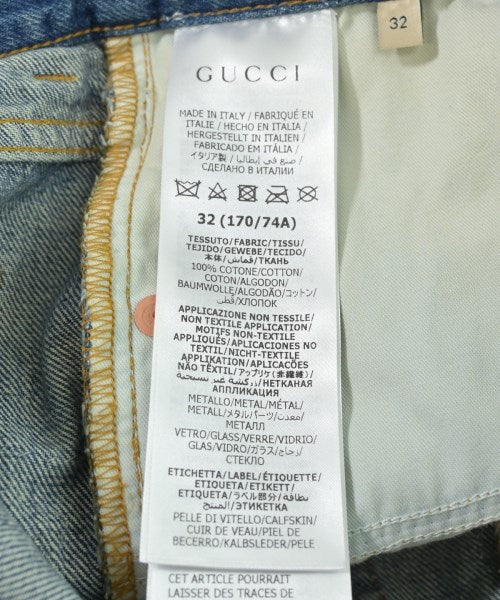 32
GUCCI
MADE IN ITALY / FABRIQUÉ EN
ITALIE / HECHO EN ITALIA /
HERGESTELLT IN ITALIEN /
FABRICADO EM ITÁLIA /
イタリア製 / صنع في إيطاليا /
СДЕЛАНО В ИТАЛИИ
32 (170/74A)
TESSUTO/FABRIC/TISSU/
TEJIDO/GEWEBE/TECIDO/
本体/قماش/ТКАНЬ
100% COTONE/COTTON/
COTON/ALGODON/
BAUMWOLLE/ALGODÃO/コットン/
قطن/ХЛОПОК
APPLICAZIONE NON TESSILE/
NON TEXTILE APPLICATION/
MOTIFS NON-TEXTILE
APPLIQUÉS/APLICACIONES NO
TEXTIL/NICHT-TEXTILE
APPLIKATION/APLICAÇÕES
NÃO TÊXTIL/アップリケ(非繊維)
/زركشة غير نسيجية/НЕТКАНАЯ
АППЛИКАЦИЯ
METALLO/METAL/MÉTAL/
METALL/メタルパーツ/معدن/
МЕТАЛЛ
VETRO/GLASS/VERRE/VIDRIO/
GLAS/VIDRO/ガラス/زجاج/
СТЕКЛО
ETICHETTA/LABEL/ÉTIQUETTE/
ETIQUETA/ETIKETT/
ETIQUETA/ラベル部分/بطاقة
المنتج/ЭТИКЕТКА
PELLE DI VITELLO/CALFSKIN/
CUIR DE VEAU/PIEL DE
BECERRO/KALBSLEDER/PELE
CET ARTICLE POURRAIT
LAISSER DES TRACES DE